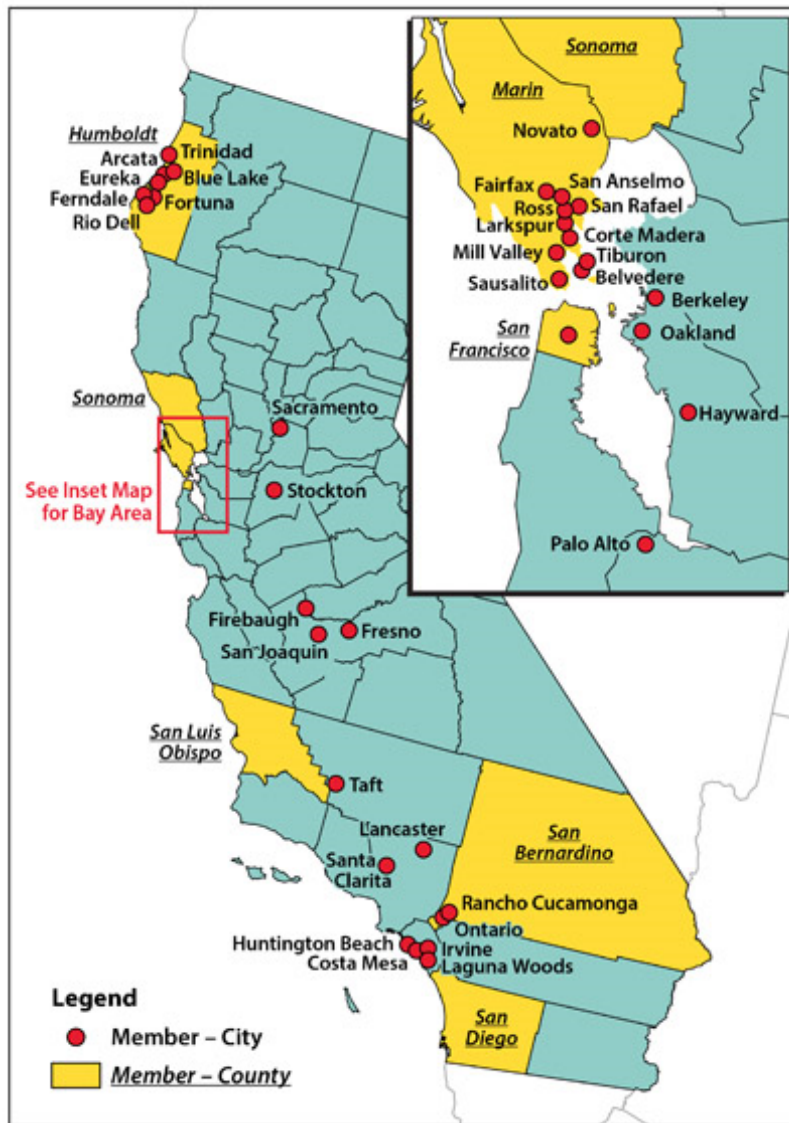 Humboldt
Arcata
Trinidad
Eureka
Blue Lake
Ferndale
Fortuna
Rio Dell
Sonoma
Sacramento
See Inset Map
for Bay Area
Stockton
Firebaugh
Fresno
San Joaquin
San Luis
Obispo
Taft
Lancaster
Santa
Clarita
San
Bernardino
Rancho Cucamonga
Ontario
Huntington Beach
Irvine
Costa Mesa
Laguna Woods
San
Diego
Sonoma
Marin
Novato
Fairfax
San Anselmo
Ross
San Rafael
Larkspur
Corte Madera
Mill Valley
Tiburon
Belvedere
Sausalito
Berkeley
San
Francisco
Oakland
Hayward
Palo Alto
Legend
Member – City
Member – County